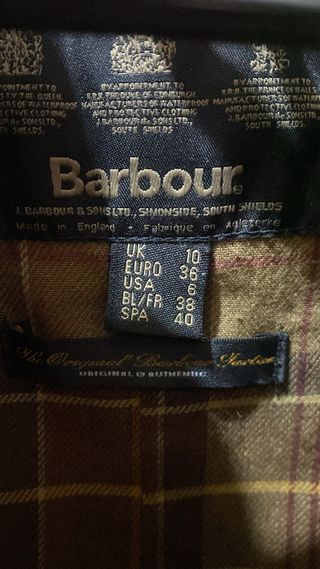 BY APPOINTMENT TO
H.R.H. THE DUKE OF EDINBURGH
MANUFACTURERS OF WATERPROOF
AND PROTECTIVE CLOTHING
J. BARBOUR & SONS LTD.,
SOUTH SHIELDS.
BY APPOINTMENT TO
MANUFACTURERS OF WATERPROOF
AND PROTECTIVE CLOTHING
J. BARBOUR & SONS LTD.,
SOUTH SHIELDS.
Barbour®
J. BARBOUR & SONS LTD., SIMONSIDE, SOUTH SHIELDS
Made in England • Fabrique en Angleterre
UK 10
EURO 36
USA 6
BL/FR 38
SPA 40
The Original Barbour
ORIGINAL & AUTHENTIC